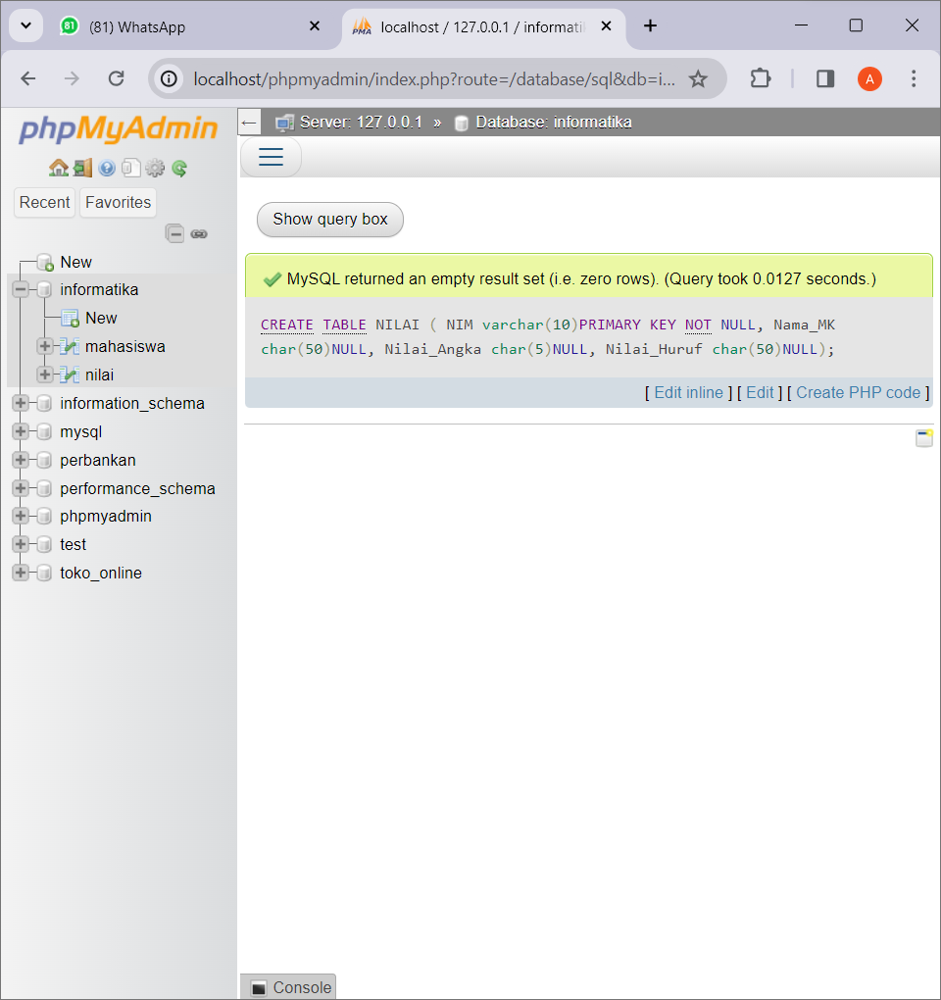 81
(81) WhatsApp
PMA
localhost / 127.0.0.1 / informati
localhost/phpmyadmin/index.php?route=/database/sql&db=i...
A
phpMyAdmin
Server: 127.0.0.1 » Database: informatika
Recent
Favorites
New
informatika
New
mahasiswa
nilai
information_schema
mysql
perbankan
performance_schema
phpmyadmin
test
toko_online
Show query box
MySQL returned an empty result set (i.e. zero rows). (Query took 0.0127 seconds.)
CREATE TABLE NILAI ( NIM varchar(10)PRIMARY KEY NOT NULL, Nama_MK
char(50)NULL, Nilai_Angka char(5)NULL, Nilai_Huruf char(50)NULL);
[ Edit inline ] [ Edit ] [ Create PHP code ]
Console